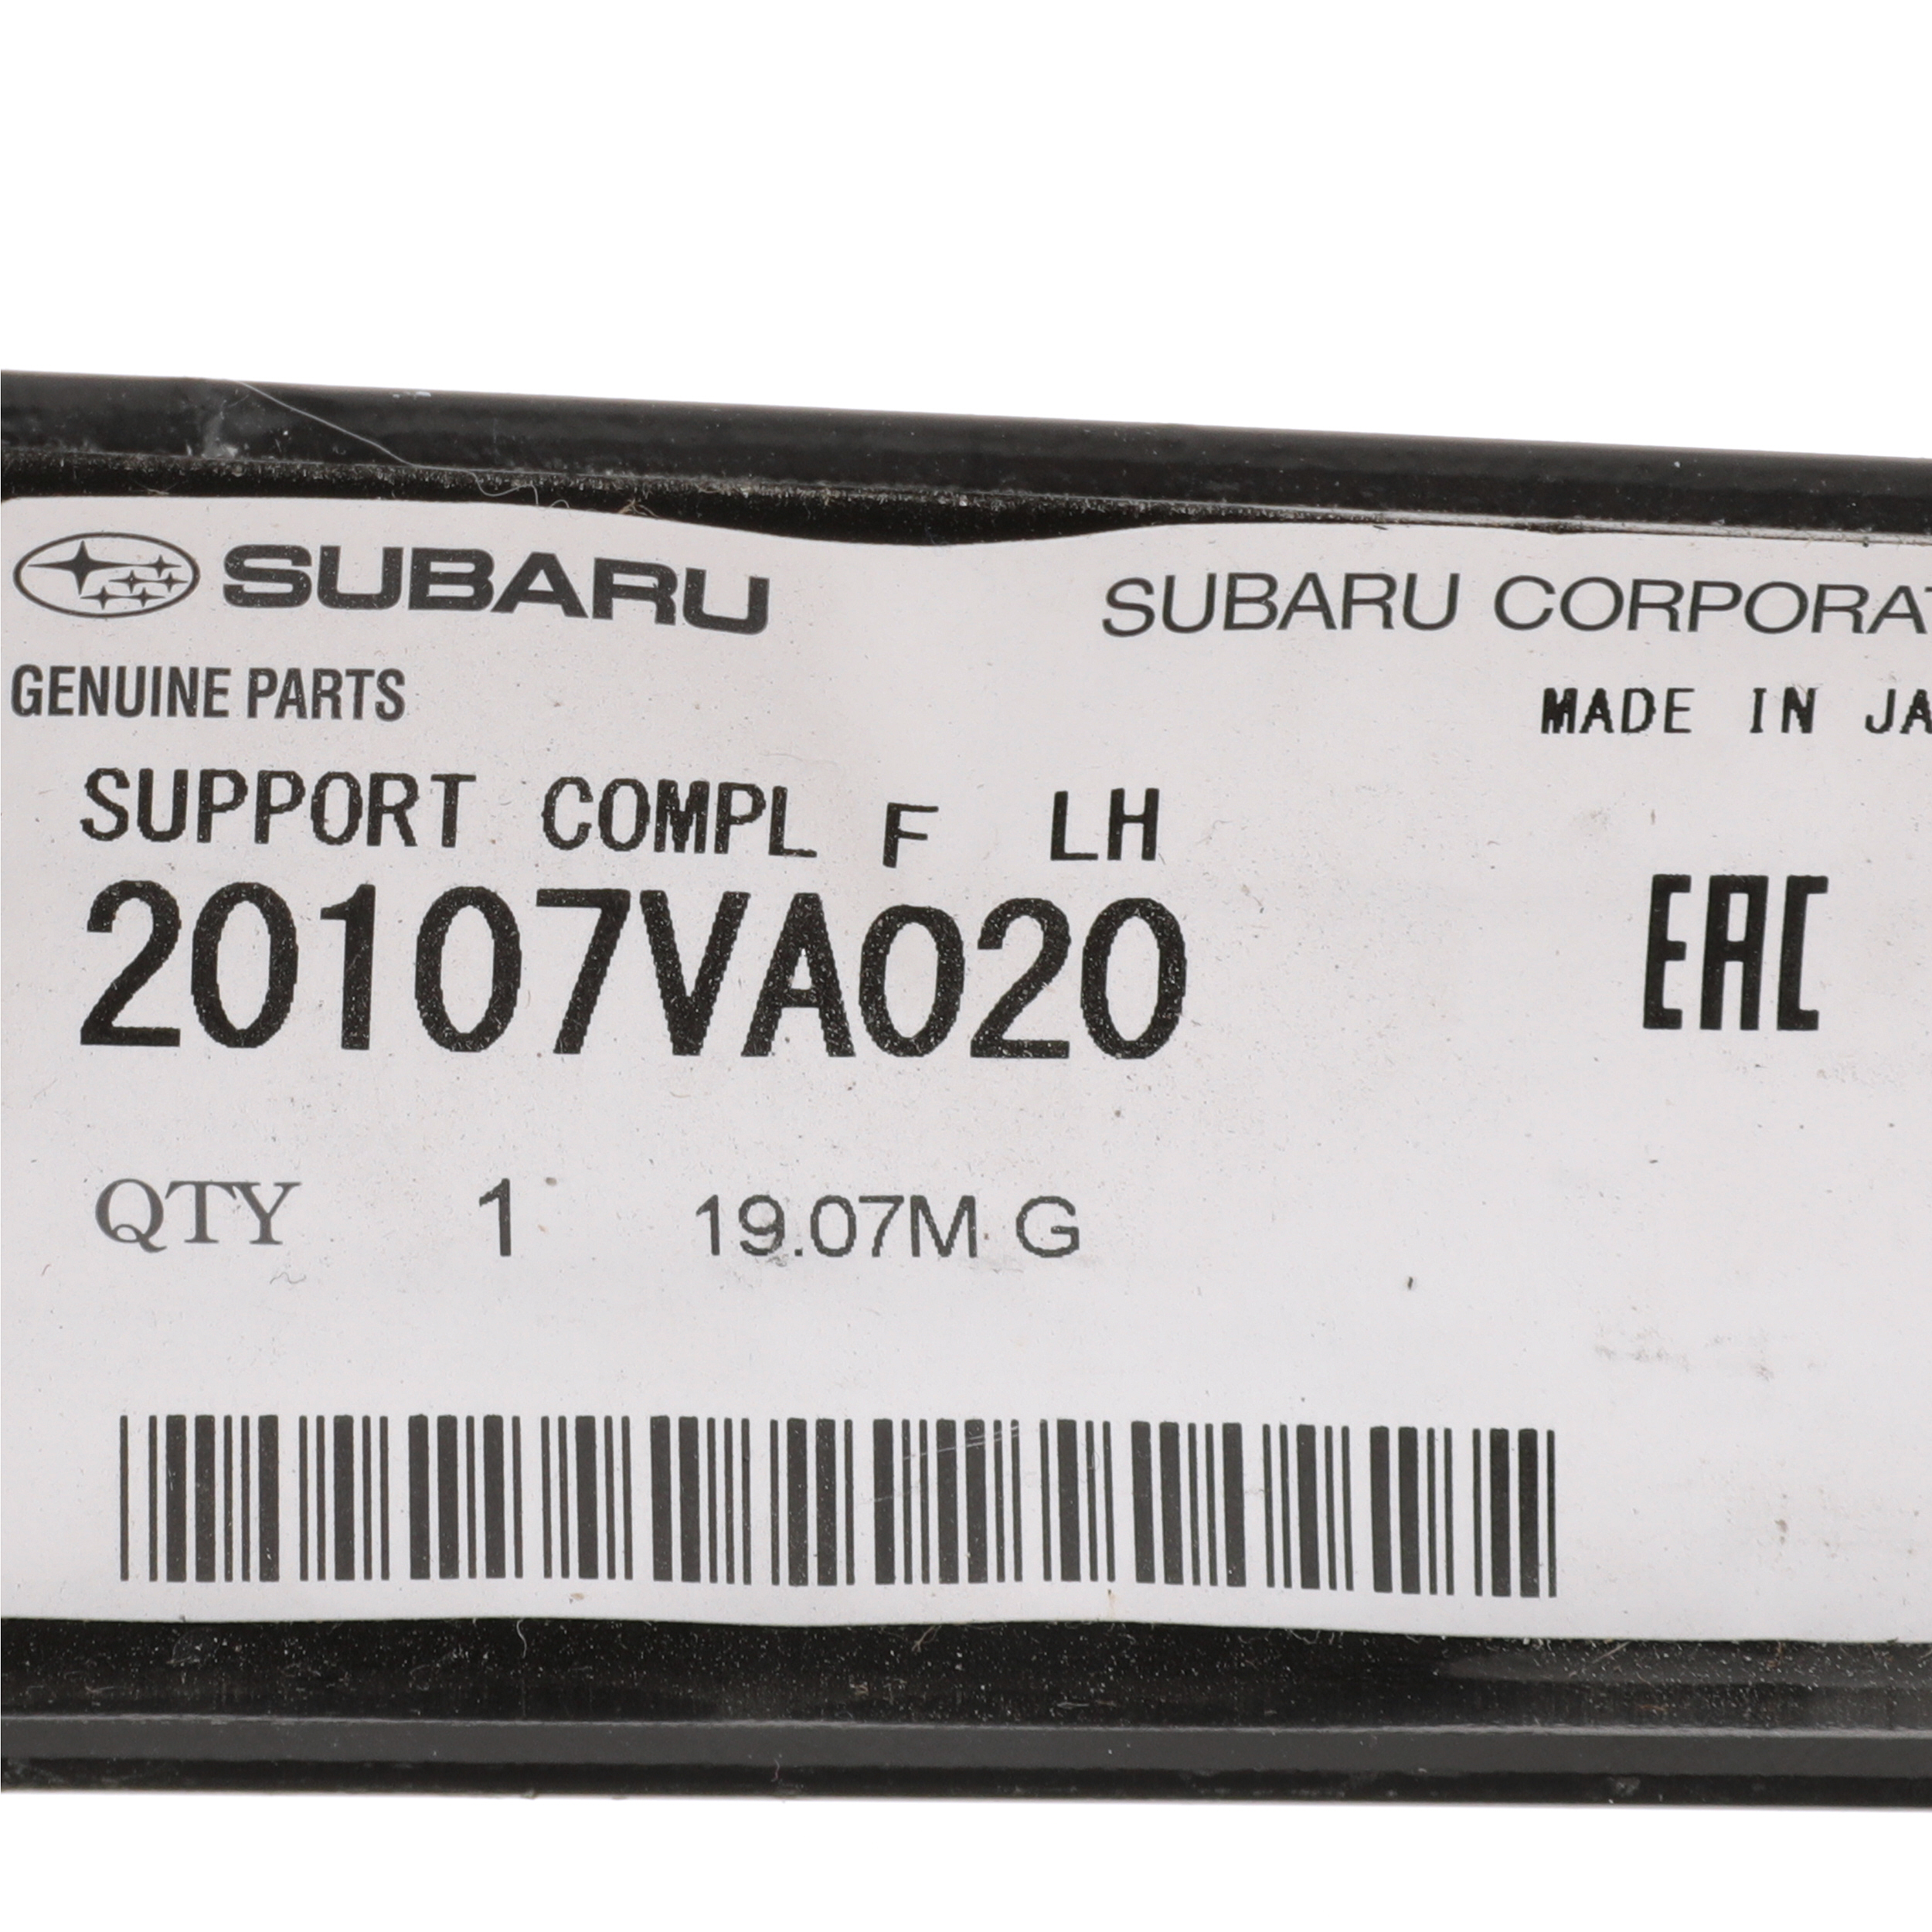 SUBARU SUBARU CORPORAT
GENUINE PARTS MADE IN JA
SUPPORT COMPL F LH
20107VA020 EAC
QTY 1 19.07M G